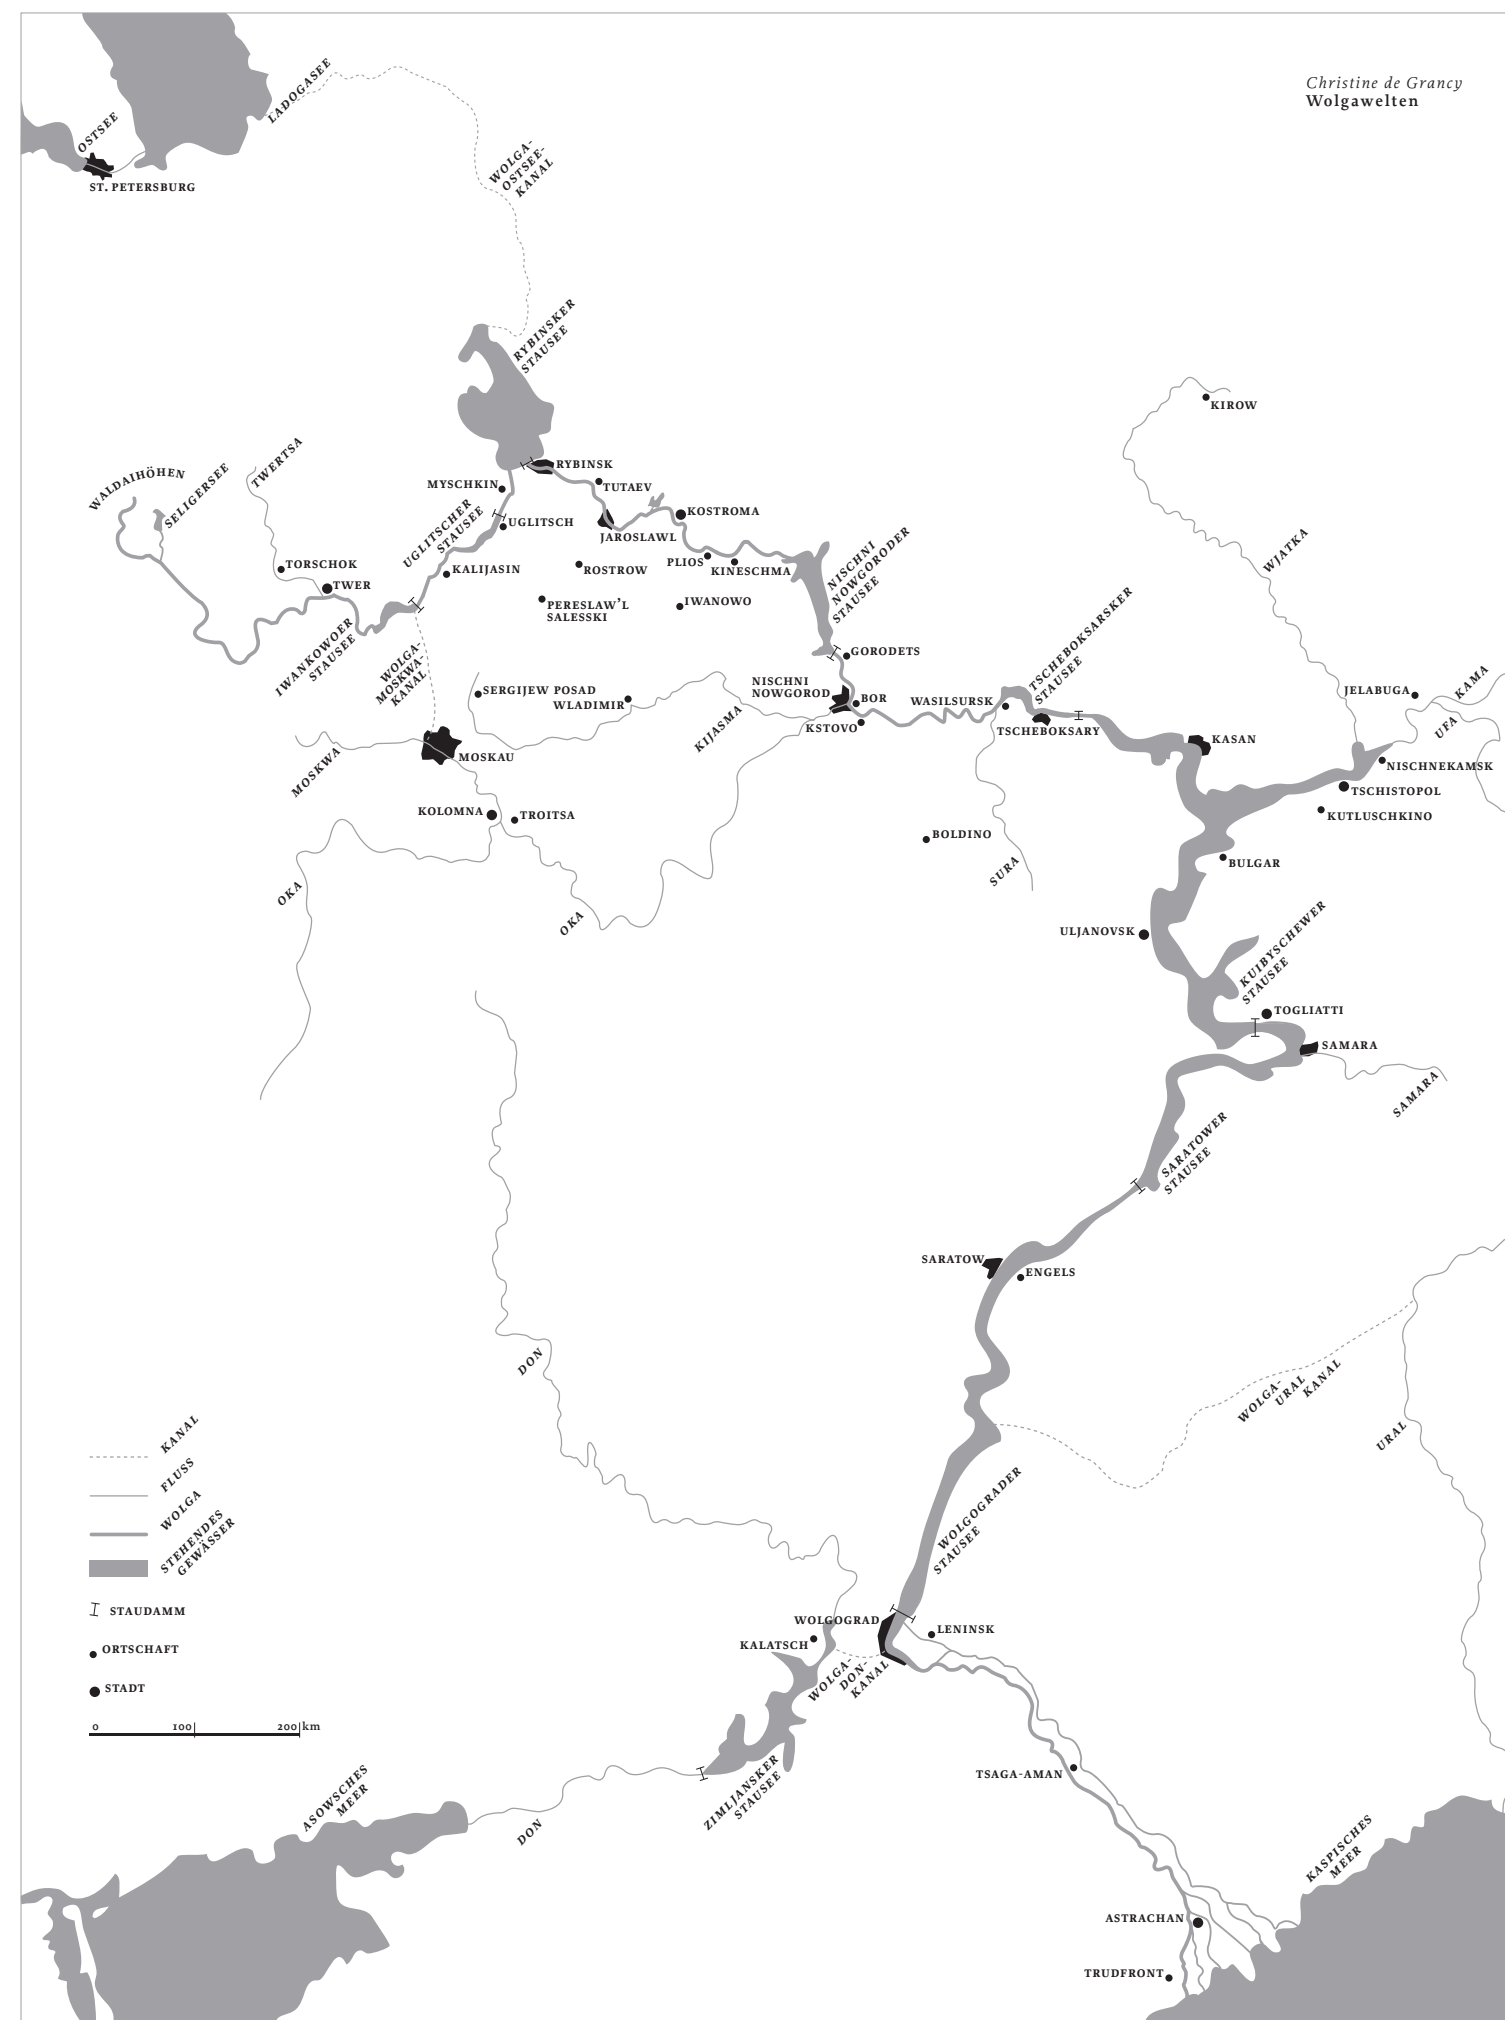 Christine de Grancy
Wolgawelten
LADOGASEE
OSTSEE
ST. PETERSBURG
WOLGA-
OSTSEE-
KANAL
RYBINSKER
STAUSEE
KIROW
WALDAIHÖHEN
SELIGERSEE
TWERTSA
RYBINSK
MYSCHKIN
TUTAEV
UGLITSCHER
STAUSEE
UGLITSCH
KOSTROMA
JAROSLAWL
TORSCHOK
TWER
KALIJASIN
ROSTROW
PLIOS
KINESCHMA
NISCHNI
NOWGORODER
STAUSEE
WJATKA
PERESLAW'L
SALESSKI
IWANOWO
IWANKOWOER
STAUSEE
WOLGA-
MOSKWA-
KANAL
GORODETS
TSCHEBOKSARSKER
STAUSEE
SERGIJEW POSAD
WLADIMIR
NISCHNI
NOWGOROD
BOR
WASILSURSK
JELABUGA
KAMA
UFA
KIJASMA
KSTOVO
TSCHEBOKSARY
KASAN
MOSKWA
MOSKAU
NISCHNEKAMSK
TSCHISTOPOL
KUTLUSCHKINO
KOLOMNA
TROITSA
BOLDINO
SURA
BULGAR
OKA
OKA
ULJANOVSK
KUIBYSCHEWER
STAUSEE
TOGLIATTI
SAMARA
SAMARA
SARATOWER
STAUSEE
SARATOW
ENGELS
DON
WOLGA-
URAL
KANAL
URAL
KANAL
FLUSS
WOLGA
STEHENDES
GEWÄSSER
STAUDAMM
ORTSCHAFT
STADT
0 100 200 km
WOLGOGRADER
STAUSEE
WOLGOGRAD
LENINSK
KALATSCH
WOLGA-
DON-
KANAL
ZIMLJANSKER
STAUSEE
TSAGA-AMAN
ASOWSCHES
MEER
DON
KASPISCHES
MEER
ASTRACHAN
TRUDFRONT